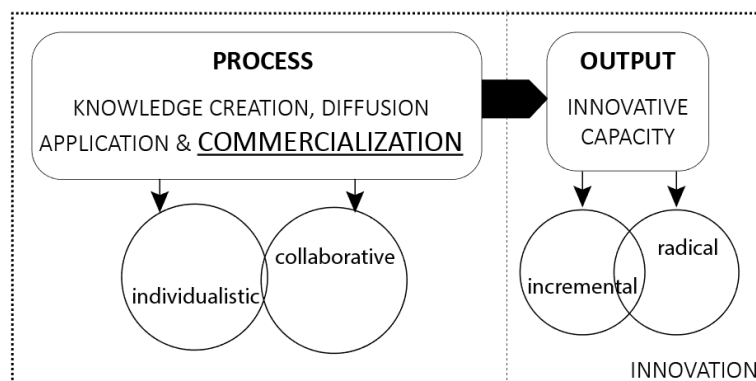 PROCESS
KNOWLEDGE CREATION, DIFFUSION
APPLICATION & COMMERCIALIZATION
individualistic
collaborative
OUTPUT
INNOVATIVE
CAPACITY
incremental
radical
INNOVATION